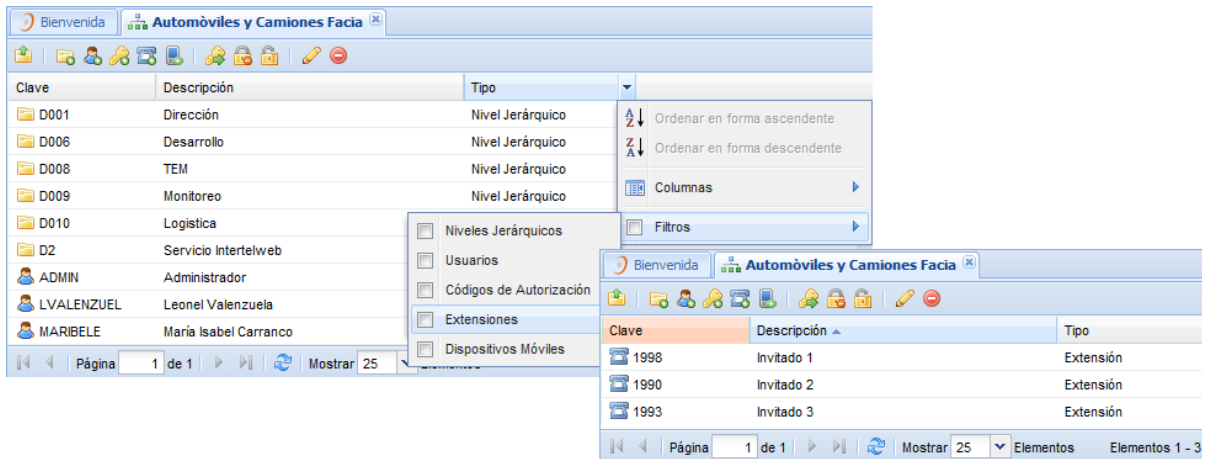 Bienvenida Automòviles y Camiones Facia
Clave Descripción Tipo
D001 Dirección Nivel Jerárquico
D006 Desarrollo Nivel Jerárquico
D008 TEM Nivel Jerárquico
D009 Monitoreo Nivel Jerárquico
D010 Logistica
D2 Servicio Intertelweb
ADMIN Administrador
LVALENZUEL Leonel Valenzuela
MARIBELE María Isabel Carranco
Página 1 de 1 Mostrar 25
Ordenar en forma ascendente
Ordenar en forma descendente
Columnas
Filtros
Niveles Jerárquicos
Usuarios
Códigos de Autorización
Extensiones
Dispositivos Móviles
Bienvenida Automòviles y Camiones Facia
Clave Descripción Tipo
1998 Invitado 1 Extensión
1990 Invitado 2 Extensión
1993 Invitado 3 Extensión
Página 1 de 1 Mostrar 25 Elementos Elementos 1 - 3